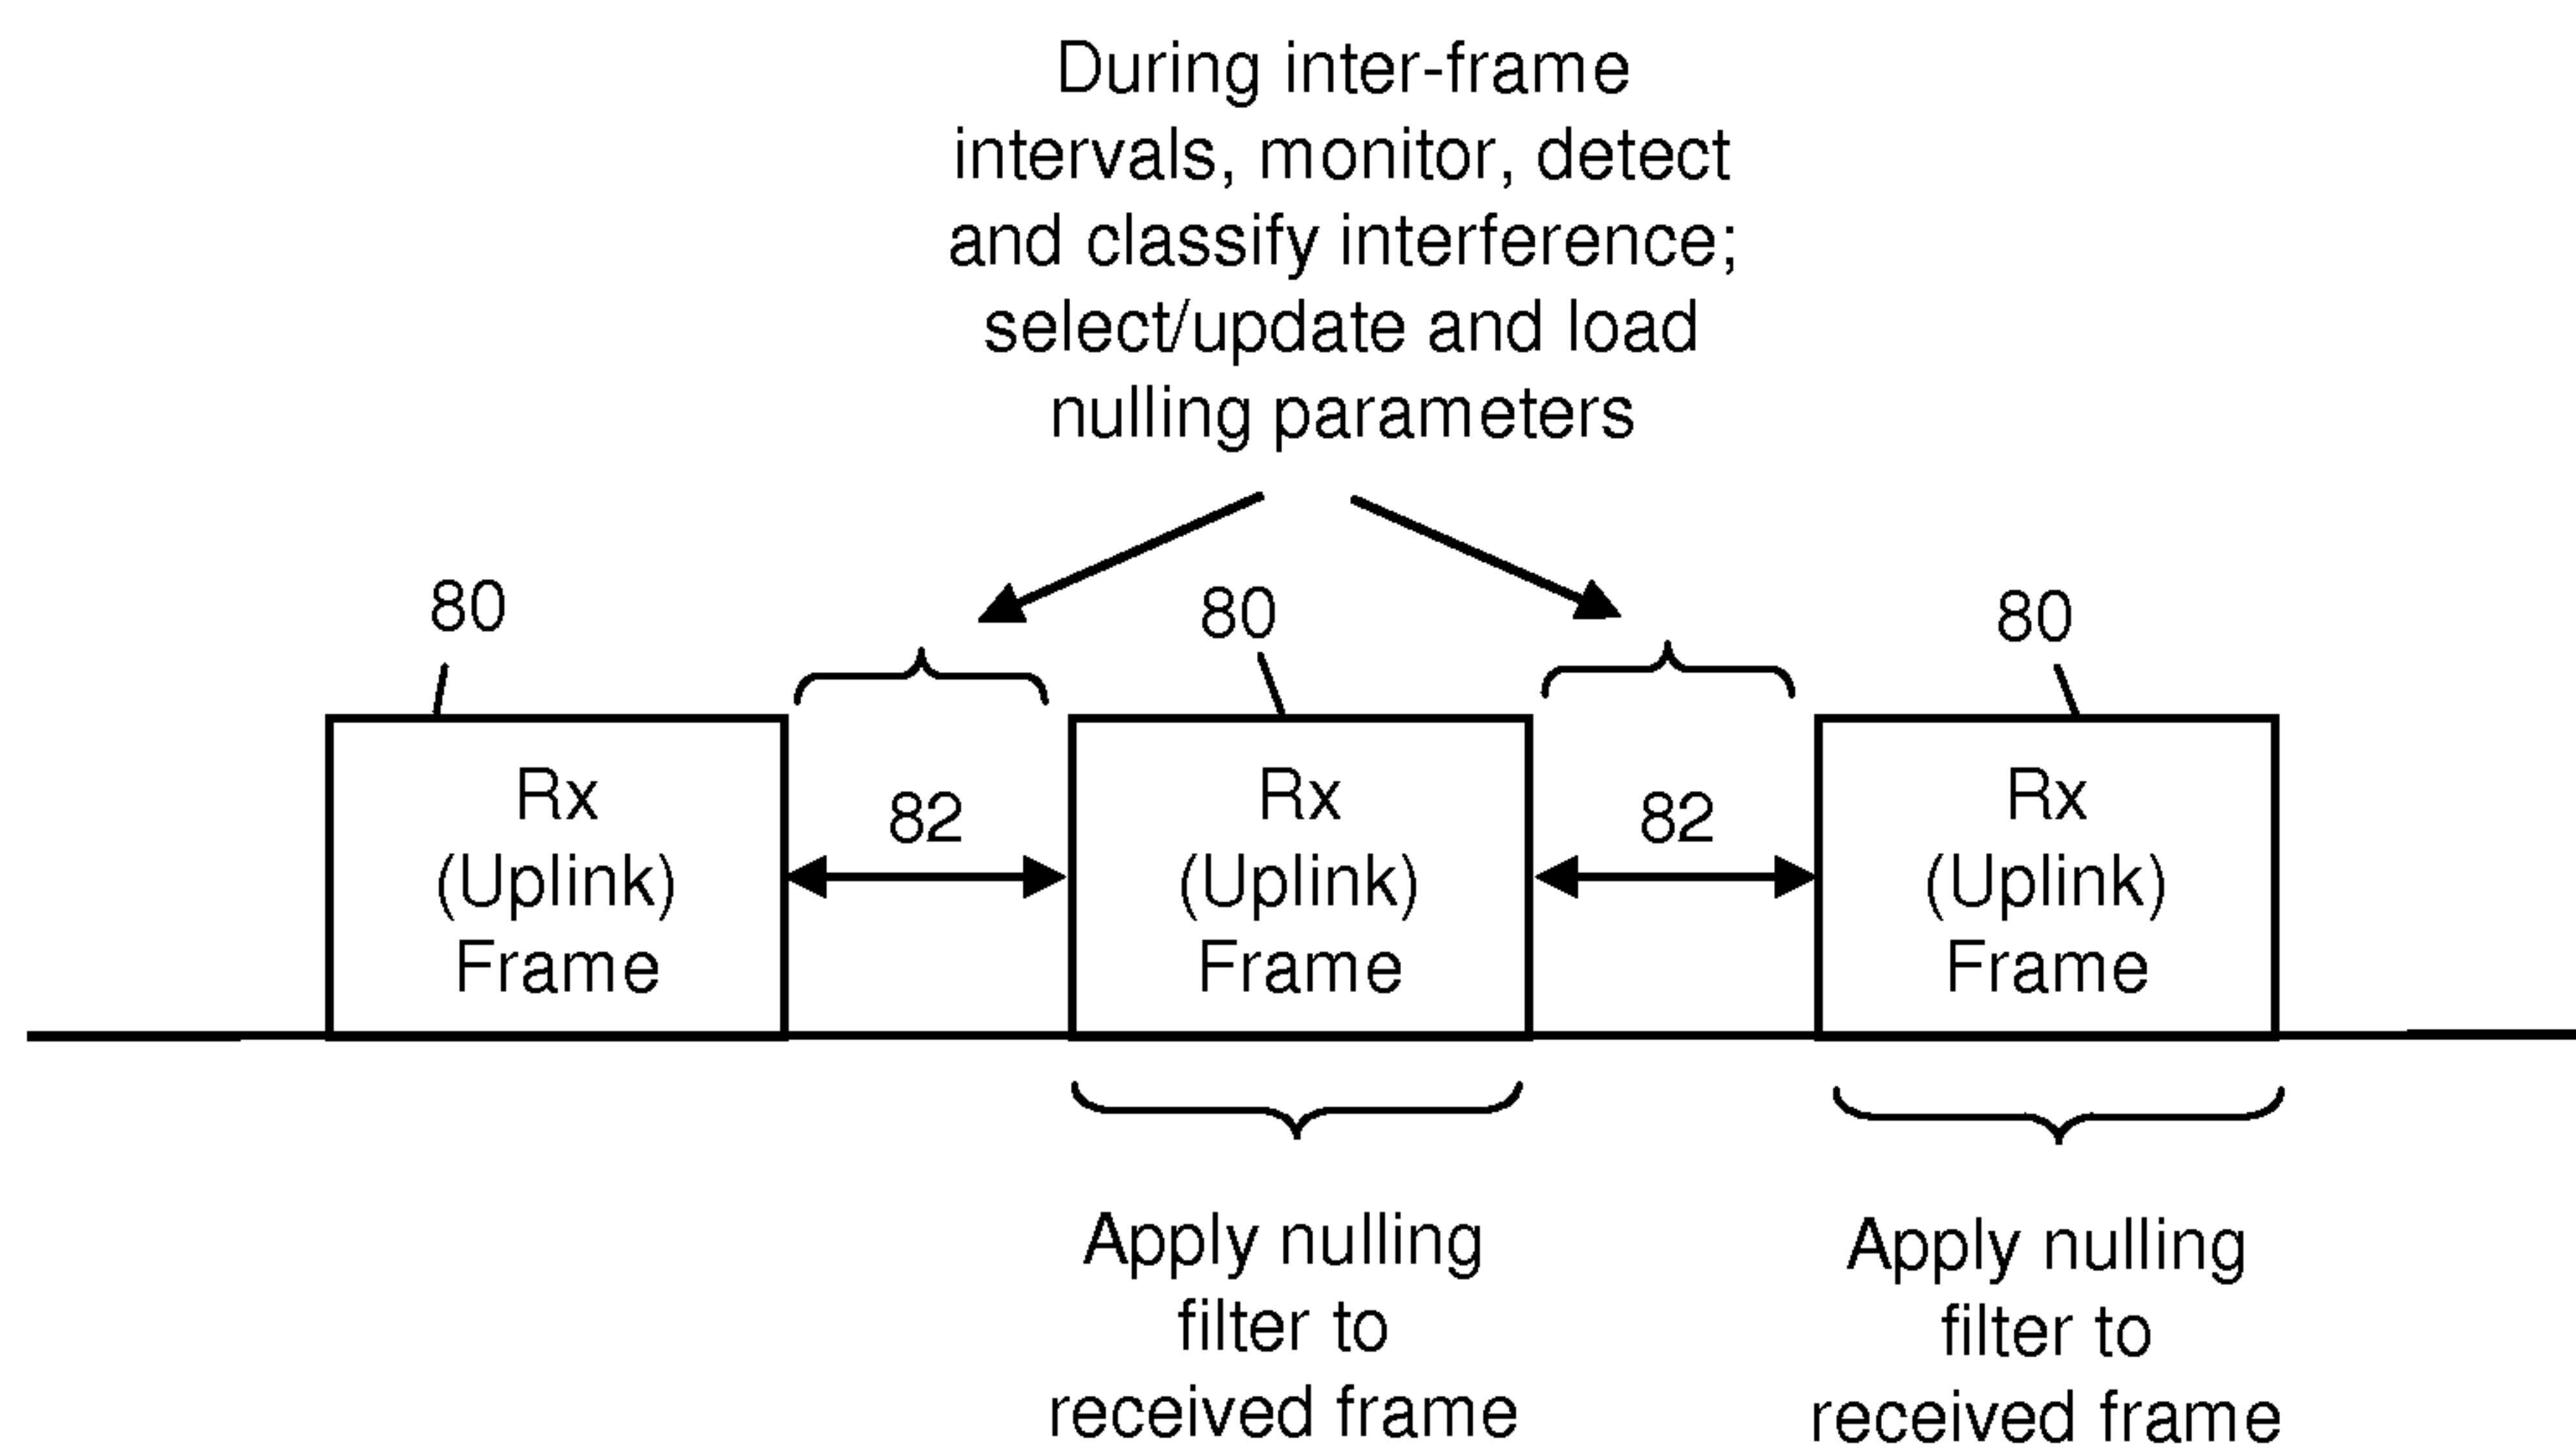 During inter-frame
intervals, monitor, detect
and classify interference;
select/update and load
nulling parameters
80
80
80
Rx
(Uplink)
Frame
82
Rx
(Uplink)
Frame
82
Rx
(Uplink)
Frame
Apply nulling
filter to
received frame
Apply nulling
filter to
received frame